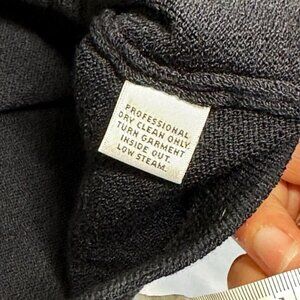 PROFESSIONAL
DRY CLEAN ONLY.
TURN GARMENT
INSIDE OUT.
LOW STEAM.